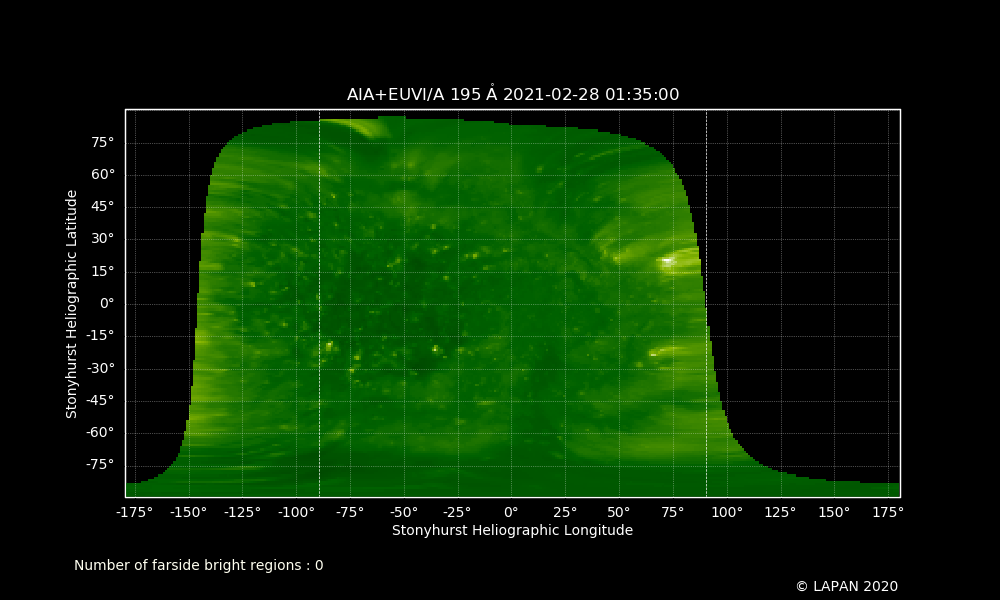 AIA+EUVI/A 195 Å 2021-02-28 01:35:00
75°
60°
45°
30°
15°
0°
-15°
-30°
-45°
-60°
-75°
Stonyhurst Heliographic Latitude
-175° -150° -125° -100° -75° -50° -25° 0° 25° 50° 75° 100° 125° 150° 175°
Stonyhurst Heliographic Longitude
Number of farside bright regions : 0
© LAPAN 2020